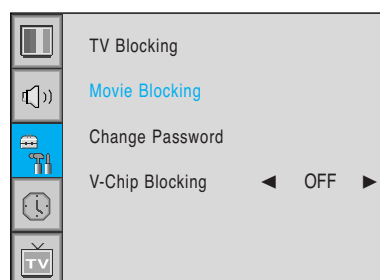 TV Blocking
Movie Blocking
Change Password
V-Chip Blocking ◄ OFF ►
TV